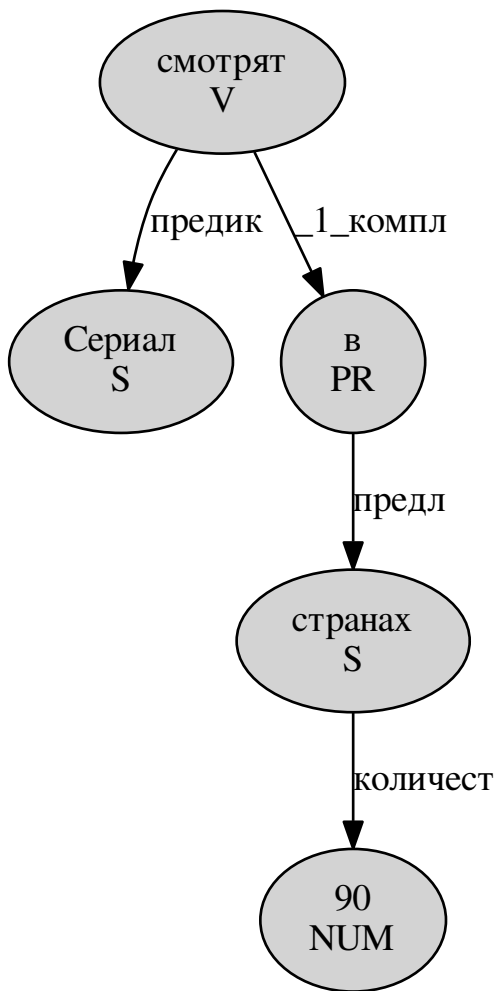 смотрят
V
предик
_1_компл
Сериал
S
в
PR
предл
странах
S
количест
90
NUM